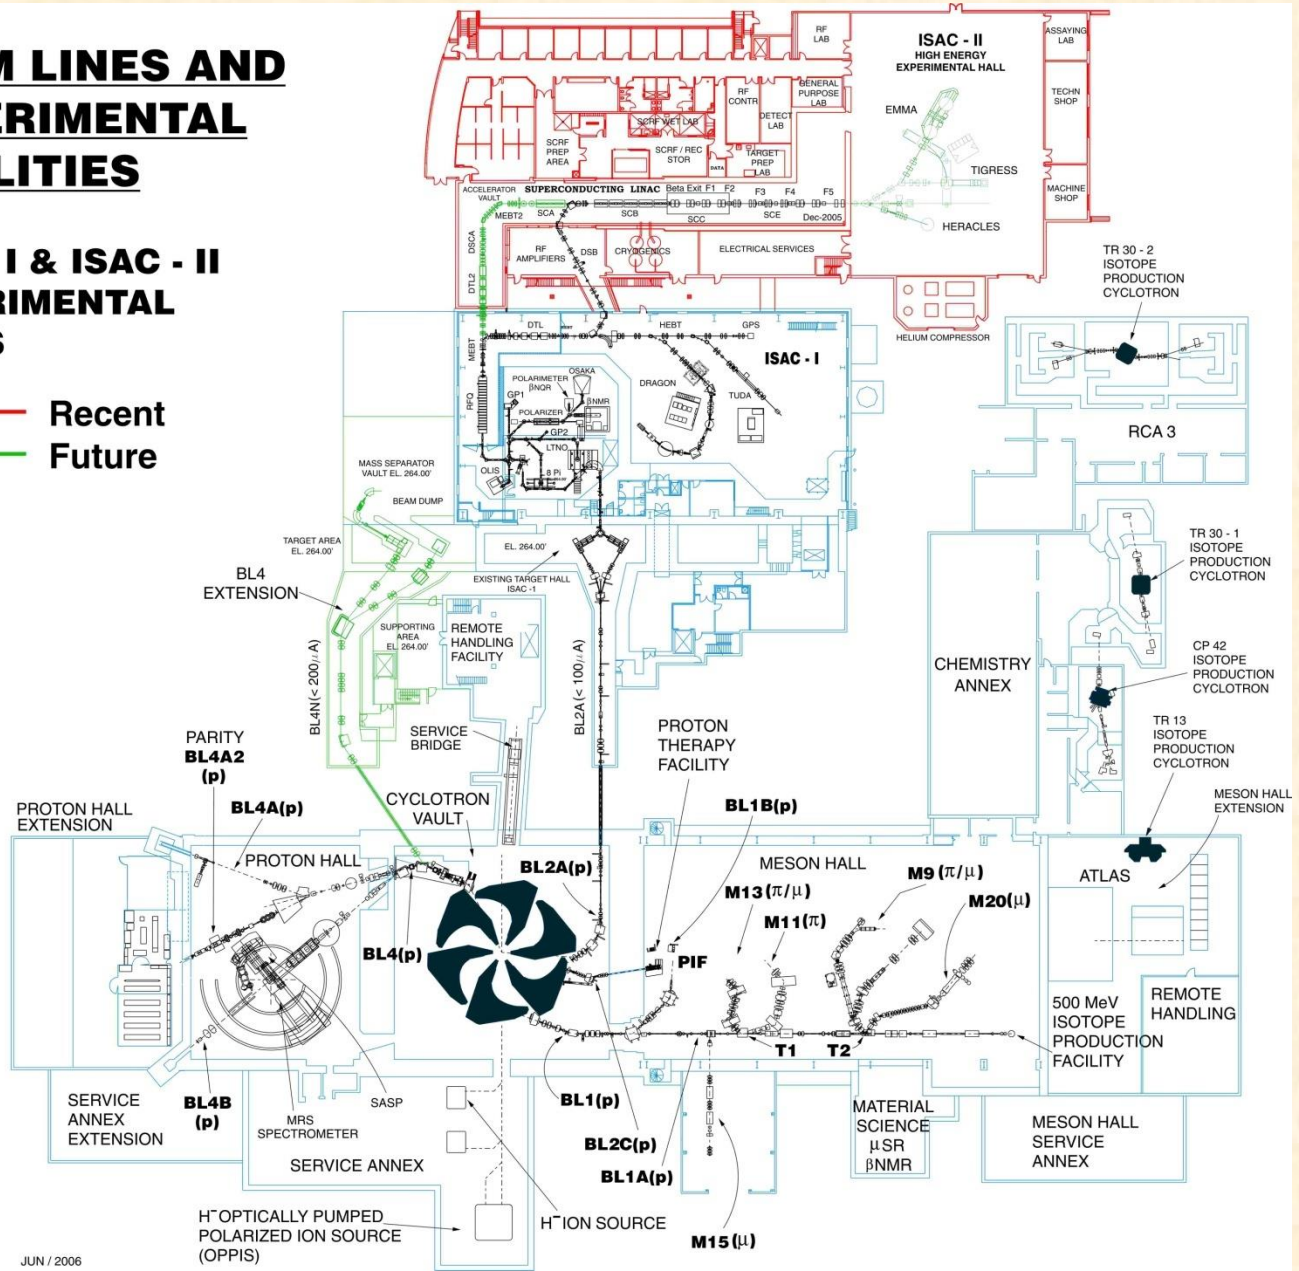 M LINES AND
ERIMENTAL
LITIES
I & ISAC - II
RIMENTAL
S
Recent
Future
RF
LAB
ISAC - II
HIGH ENERGY
EXPERIMENTAL HALL
ASSAYING
LAB
RF
CONTR
GENERAL
PURPOSE
LAB
DETECT
LAB
TECHN
SHOP
EMMA
SCRF WET LAB
SCRF
PREP
AREA
SCRF / REC
STOR
DATA
TARGET
PREP
LAB
TIGRESS
MACHINE
SHOP
ACCELERATOR
VAULT
SUPERCONDUCTING LINAC
Beta Exit F1 F2
F3
F4
F5
MEBT2
SCA
SCB
SCC
SCE
Dec-2005
HERACLES
DSCA
DTL2
RF
AMPLIFIERS
DSB
CRYOGENICS
ELECTRICAL SERVICES
TR 30 - 2
ISOTOPE
PRODUCTION
CYCLOTRON
HELIUM COMPRESSOR
DTL
HEBT
GPS
MEBT
ISAC - I
RFQ
OSAKA
POLARIMETER
βNQR
GP1
βNMR
POLARIZER
GP2
LTNO
OLIS
8 Pi
DRAGON
TUDA
RCA 3
MASS SEPARATOR
VAULT EL. 264.00'
BEAM DUMP
TARGET AREA
EL. 264.00'
EL. 264.00'
EXISTING TARGET HALL
ISAC -1
TR 30 - 1
ISOTOPE
PRODUCTION
CYCLOTRON
BL4
EXTENSION
SUPPORTING
AREA
EL. 264.00'
REMOTE
HANDLING
FACILITY
BL4N(< 200μA)
BL2A(< 100μA)
CHEMISTRY
ANNEX
CP 42
ISOTOPE
PRODUCTION
CYCLOTRON
TR 13
ISOTOPE
PRODUCTION
CYCLOTRON
SERVICE
BRIDGE
PROTON
THERAPY
FACILITY
PARITY
BL4A2
(p)
MESON HALL
EXTENSION
PROTON HALL
EXTENSION
BL4A(p)
CYCLOTRON
VAULT
BL1B(p)
PROTON HALL
BL2A(p)
MESON HALL
M13(π/μ)
M9(π/μ)
M11(π)
M20(μ)
ATLAS
BL4(p)
PIF
500 MeV
ISOTOPE
PRODUCTION
FACILITY
REMOTE
HANDLING
T1
T2
SERVICE
ANNEX
EXTENSION
BL4B
(p)
MRS
SPECTROMETER
SASP
BL1(p)
BL2C(p)
BL1A(p)
MATERIAL
SCIENCE
μSR
βNMR
MESON HALL
SERVICE
ANNEX
SERVICE ANNEX
H⁻OPTICALLY PUMPED
POLARIZED ION SOURCE
(OPPIS)
H⁻ION SOURCE
M15(μ)
JUN / 2006